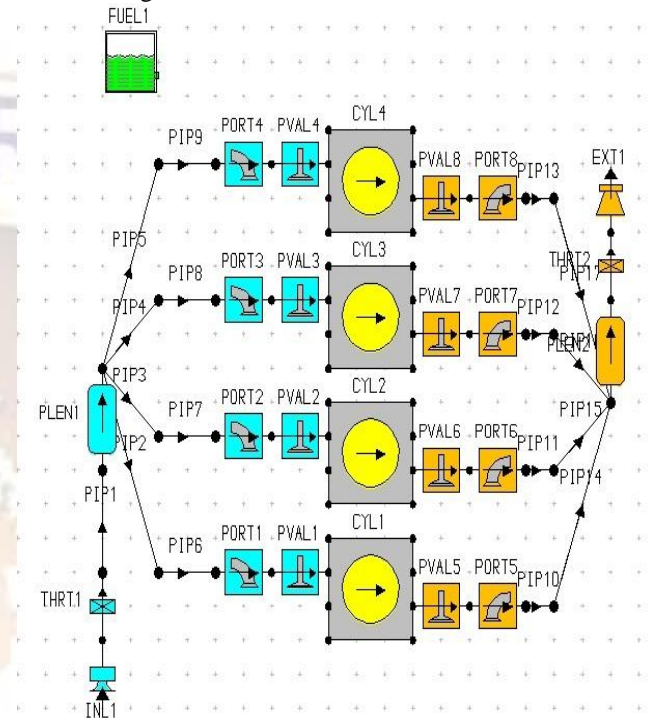 FUEL1
CYL4
PORT4 PVAL4
PIP9
PVAL8 PORT8 EXT1
PIP13
PIP5
CYL3
THRT2
PIP17
PIP8 PORT3 PVAL3
PVAL7 PORT7
PIP12
PIP4
PLEN2
PIP3
CYL2
PLEN1
PIP7 PORT2 PVAL2
PIP15
PVAL6 PORT6
PIP2
PIP11
PIP14
PIP1
CYL1
PIP6 PORT1 PVAL1
PVAL5 PORT5
PIP10
THRT1
INL1